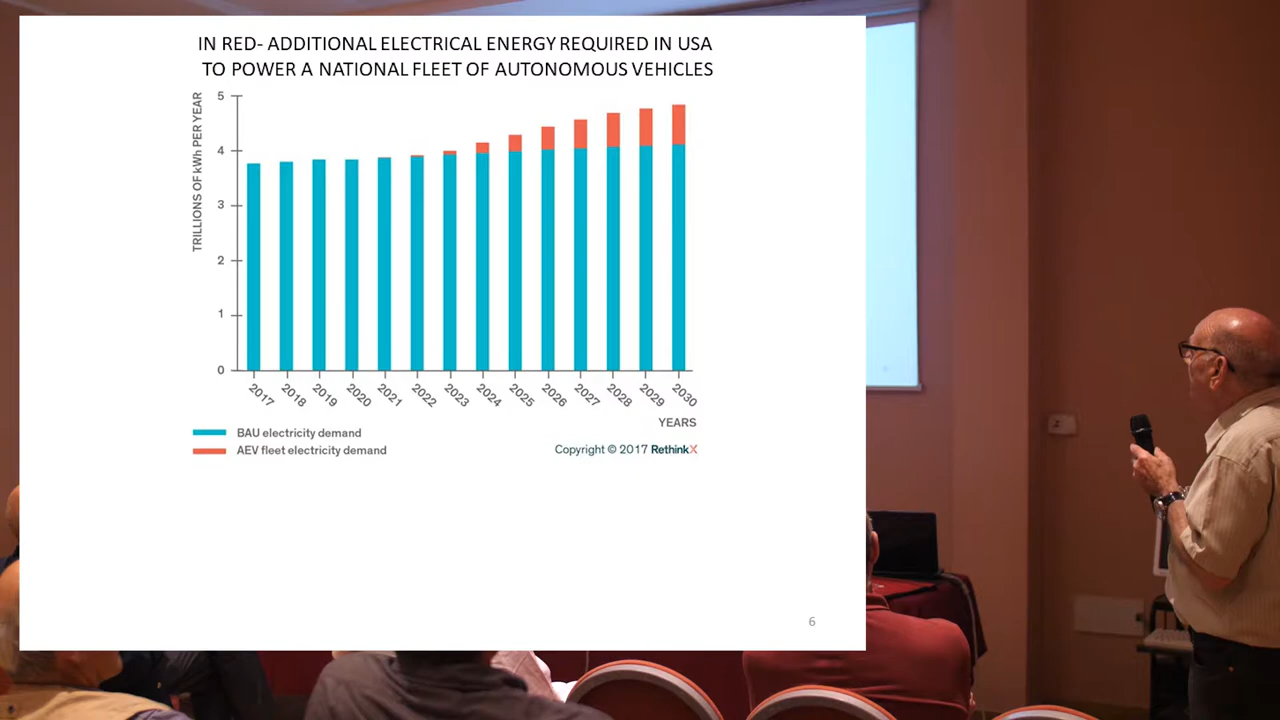 IN RED- ADDITIONAL ELECTRICAL ENERGY REQUIRED IN USA
TO POWER A NATIONAL FLEET OF AUTONOMOUS VEHICLES
TRILLIONS OF kWh PER YEAR
5
4
3
2
1
0
2017 2018 2019 2020 2021 2022 2023 2024 2025 2026 2027 2028 2029 2030
YEARS
BAU electricity demand
AEV fleet electricity demand
Copyright © 2017 RethinkX
6